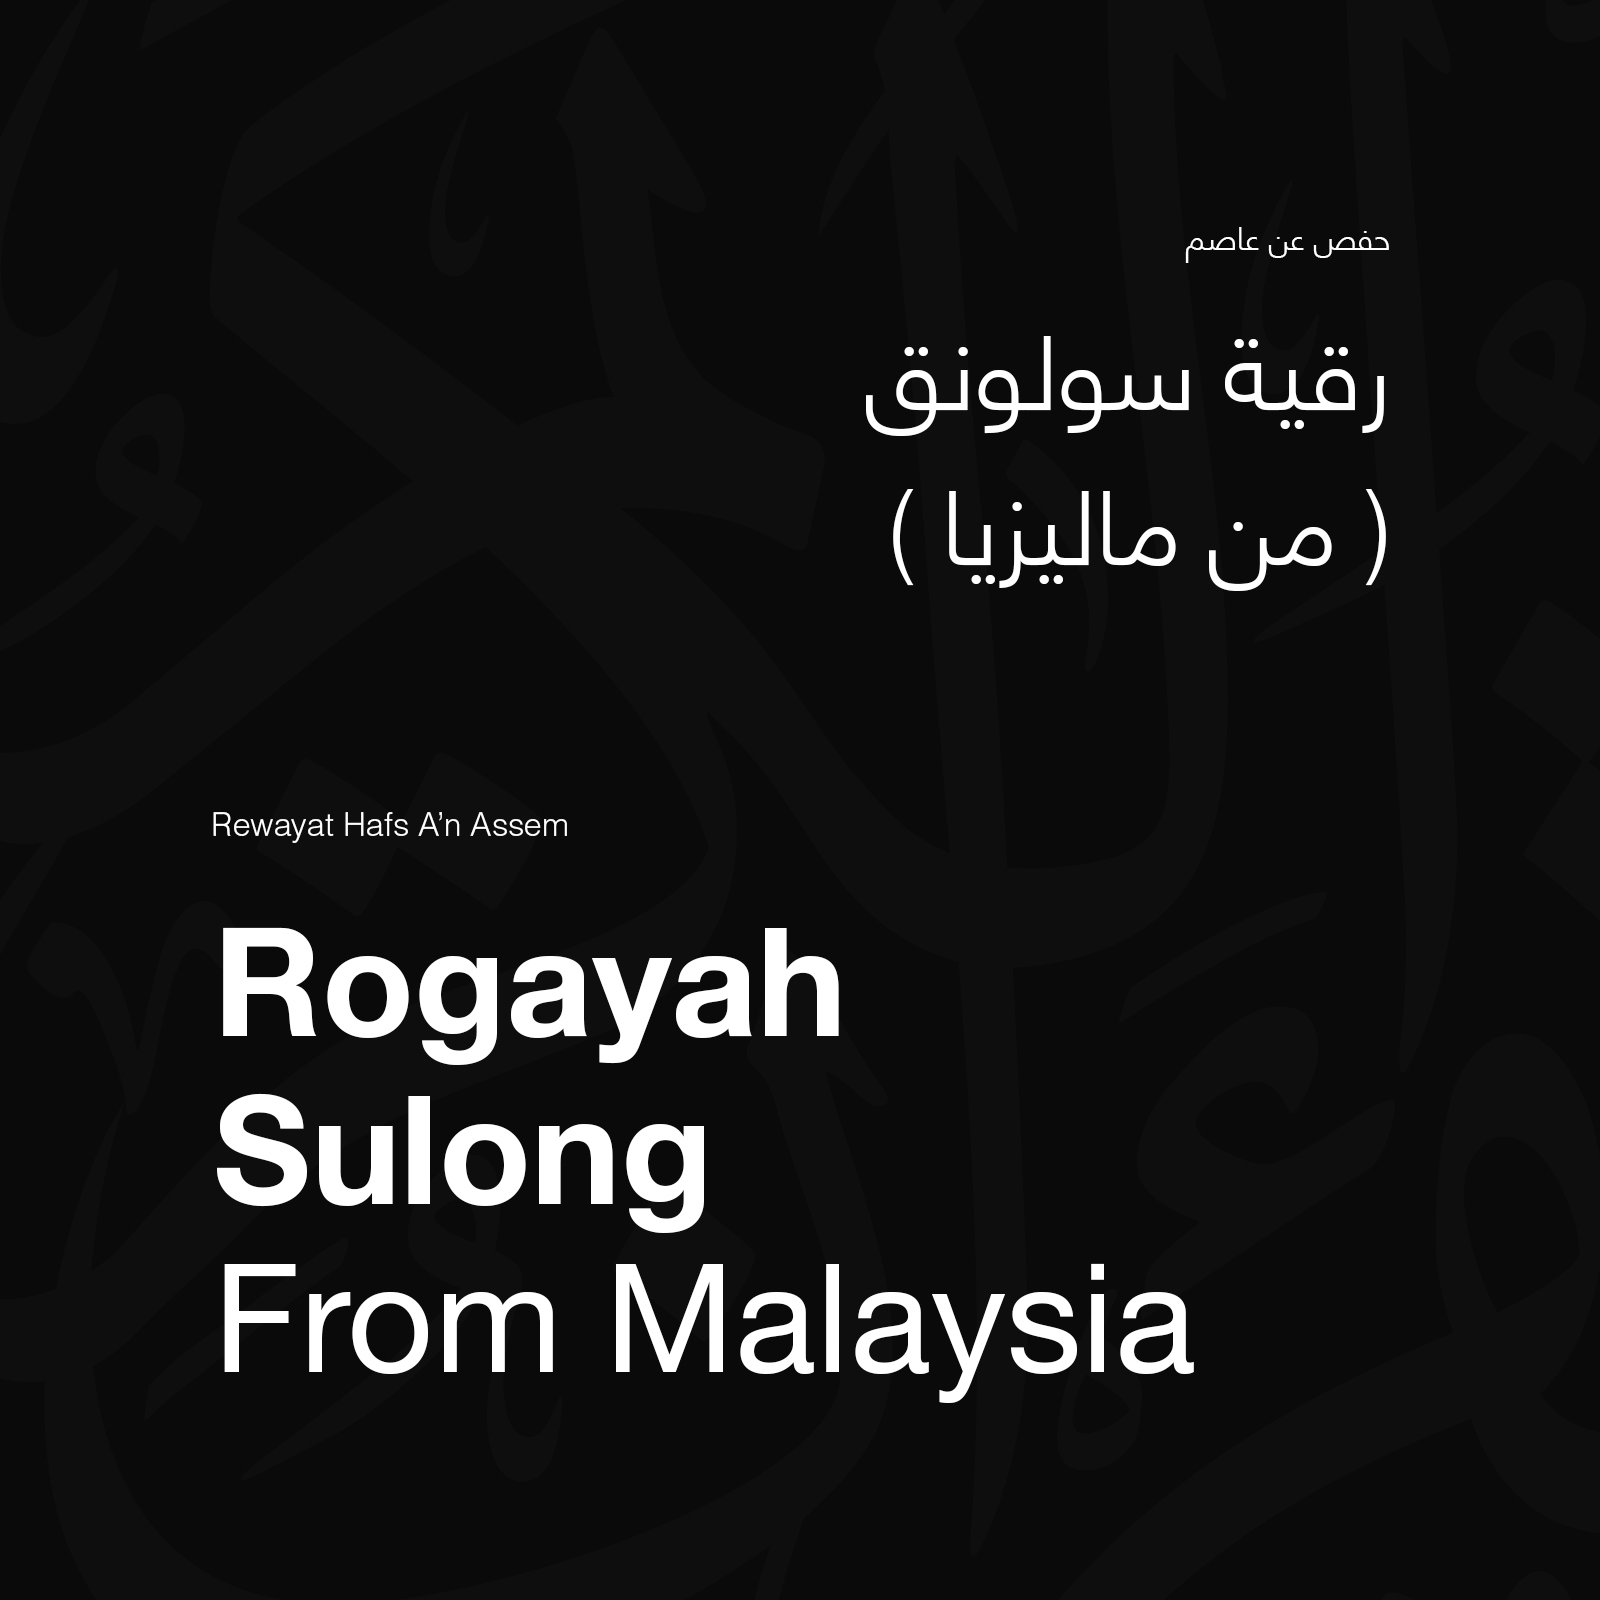 حفص عن عاصم
رقية سولونق
( من ماليزيا )
Rewayat Hafs A’n Assem
Rogayah
Sulong
From Malaysia